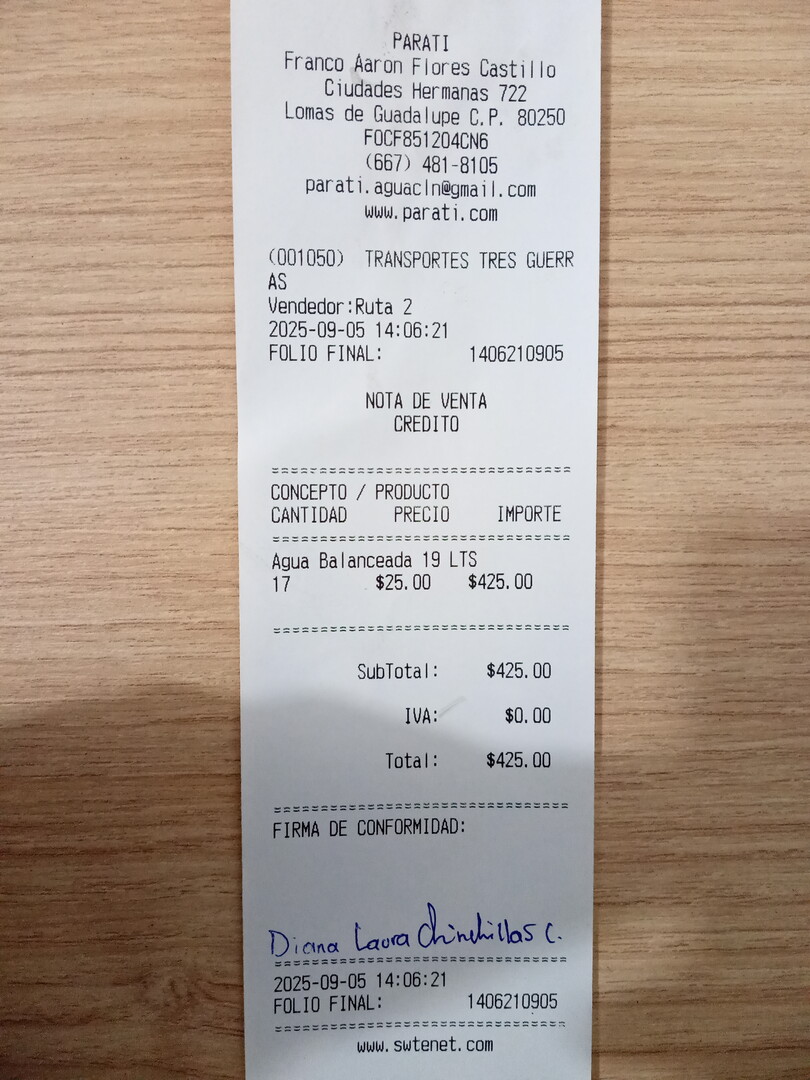 PARATI
Franco Aaron Flores Castillo
Ciudades Hermanas 722
Lomas de Guadalupe C.P. 80250
FOCF851204CN6
(667) 481-8105
parati.aguacln@gmail.com
www.parati.com
(001050) TRANSPORTES TRES GUERR
AS
Vendedor:Ruta 2
2025-09-05 14:06:21
FOLIO FINAL: 1406210905
NOTA DE VENTA
CREDITO
===============================
CONCEPTO / PRODUCTO
CANTIDAD PRECIO IMPORTE
===============================
Agua Balanceada 19 LTS
17 $25.00 $425.00
===============================
SubTotal: $425.00
IVA: $0.00
Total: $425.00
===============================
FIRMA DE CONFORMIDAD:
Diana Laura Chinchillas C.
===============================
2025-09-05 14:06:21
FOLIO FINAL: 1406210905
===============================
www.swtenet.com